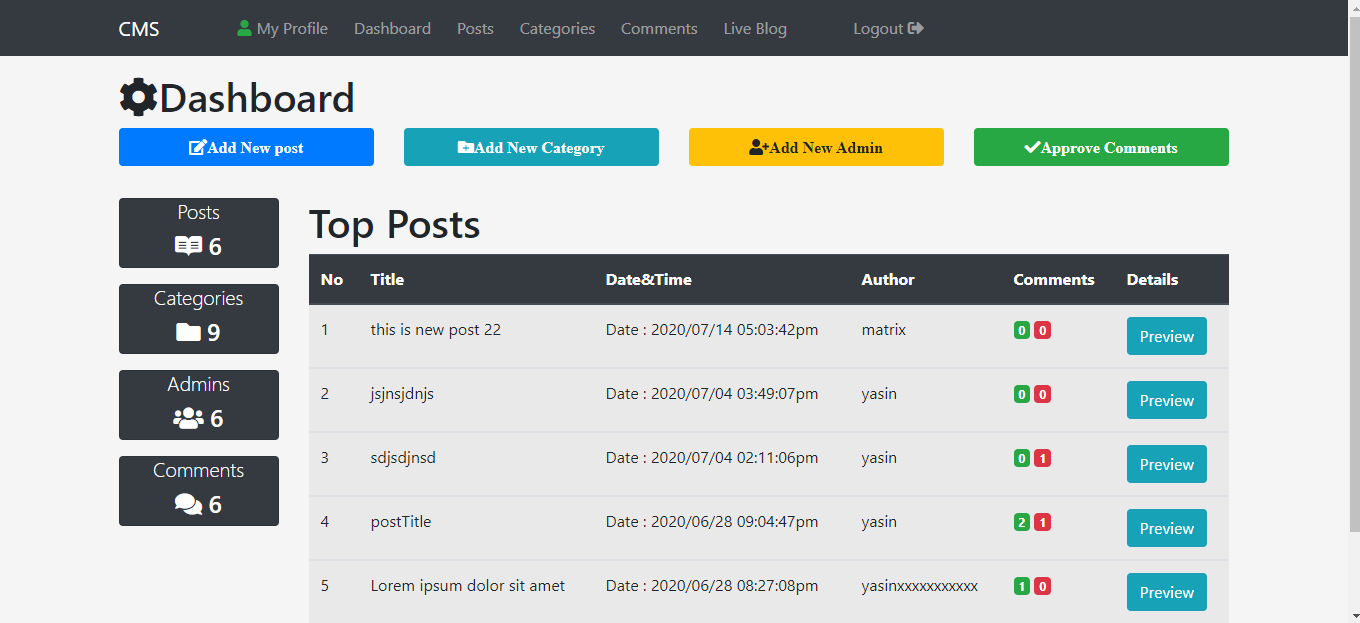 CMS My Profile Dashboard Posts Categories Comments Live Blog Logout
Dashboard
Add New post Add New Category Add New Admin Approve Comments
Posts
6
Categories
9
Admins
6
Comments
6
Top Posts
No Title Date&Time Author Comments Details
1 this is new post 22 Date : 2020/07/14 05:03:42pm matrix 0 0 Preview
2 jsjnsjdnjs Date : 2020/07/04 03:49:07pm yasin 0 0 Preview
3 sdjsdjnsd Date : 2020/07/04 02:11:06pm yasin 0 1 Preview
4 postTitle Date : 2020/06/28 09:04:47pm yasin 2 1 Preview
5 Lorem ipsum dolor sit amet Date : 2020/06/28 08:27:08pm yasinxxxxxxxxxxx 1 0 Preview